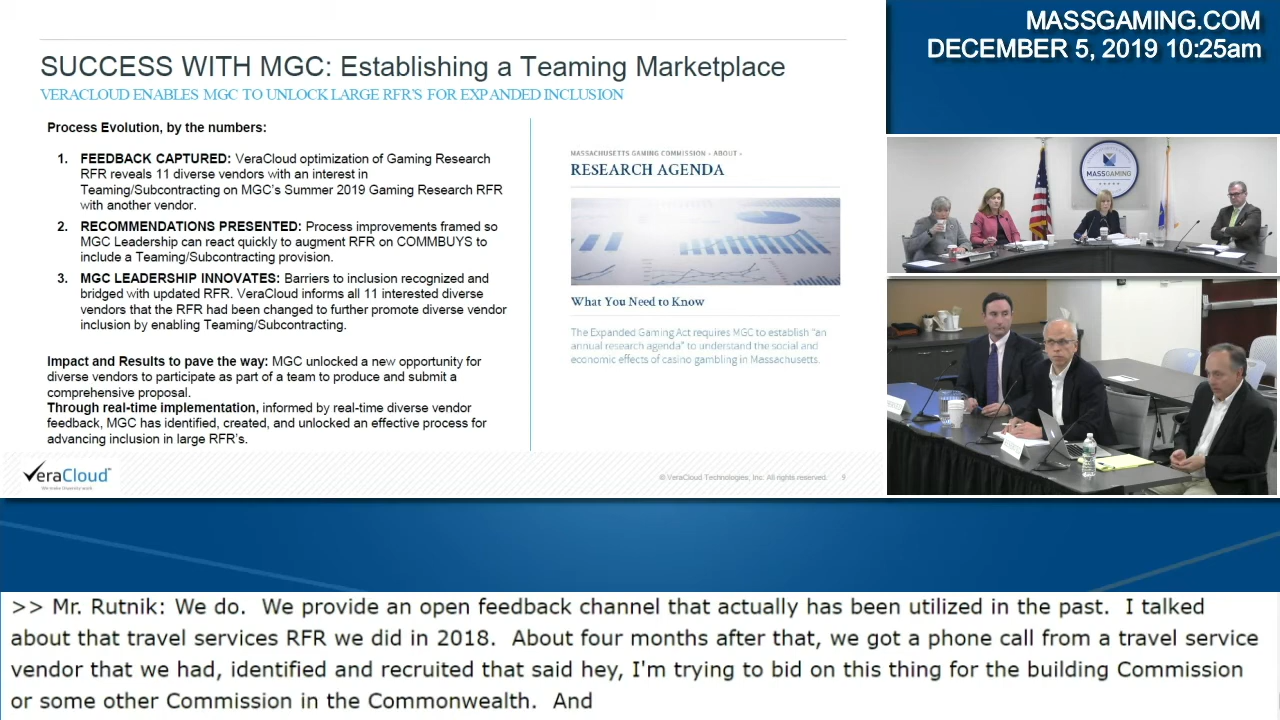 MASSGAMING.COM
DECEMBER 5, 2019 10:25am
SUCCESS WITH MGC: Establishing a Teaming Marketplace
VERACLOUD ENABLES MGC TO UNLOCK LARGE RFR'S FOR EXPANDED INCLUSION
Process Evolution, by the numbers:
1. FEEDBACK CAPTURED: VeraCloud optimization of Gaming Research
RFR reveals 11 diverse vendors with an interest in
Teaming/Subcontracting on MGC's Summer 2019 Gaming Research RFR
with another vendor.
2. RECOMMENDATIONS PRESENTED: Process improvements framed so
MGC Leadership can react quickly to augment RFR on COMMBUYS to
include a Teaming/Subcontracting provision.
3. MGC LEADERSHIP INNOVATES: Barriers to inclusion recognized and
bridged with updated RFR. VeraCloud informs all 11 interested diverse
vendors that the RFR had been changed to further promote diverse vendor
inclusion by enabling Teaming/Subcontracting.
Impact and Results to pave the way: MGC unlocked a new opportunity for
diverse vendors to participate as part of a team to produce and submit a
comprehensive proposal.
Through real-time implementation, informed by real-time diverse vendor
feedback, MGC has identified, created, and unlocked an effective process for
advancing inclusion in large RFR's.
MASSACHUSETTS GAMING COMMISSION › ABOUT ›
RESEARCH AGENDA
What You Need to Know
The Expanded Gaming Act requires MGC to establish "an
annual research agenda" to understand the social and
economic effects of casino gambling in Massachusetts.
VeraCloud
We make diversity work.
© VeraCloud Technologies, Inc. All rights reserved. 9
MASSGAMING
>> Mr. Rutnik: We do. We provide an open feedback channel that actually has been utilized in the past. I talked
about that travel services RFR we did in 2018. About four months after that, we got a phone call from a travel service
vendor that we had, identified and recruited that said hey, I'm trying to bid on this thing for the building Commission
or some other Commission in the Commonwealth. And